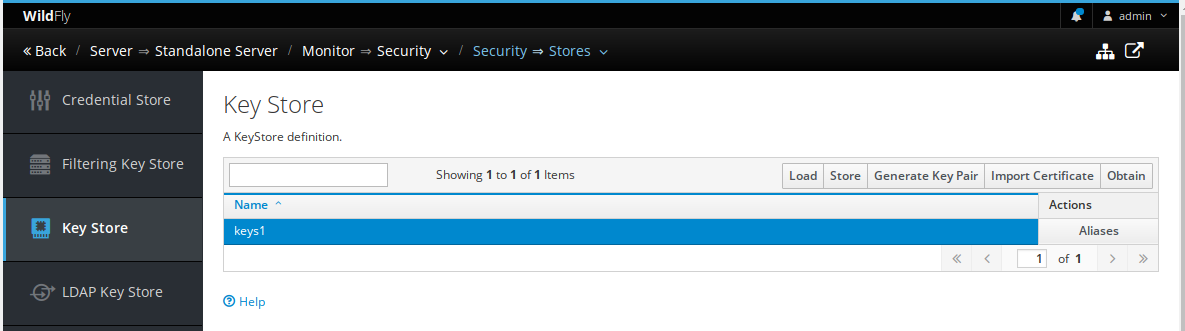 WildFly
admin
« Back / Server ⇒ Standalone Server / Monitor ⇒ Security / Security ⇒ Stores
Credential Store
Filtering Key Store
Key Store
LDAP Key Store
Key Store
A KeyStore definition.
Showing 1 to 1 of 1 Items
Load Store Generate Key Pair Import Certificate Obtain
Name Actions
keys1 Aliases
« ‹ 1 of 1 › »
Help